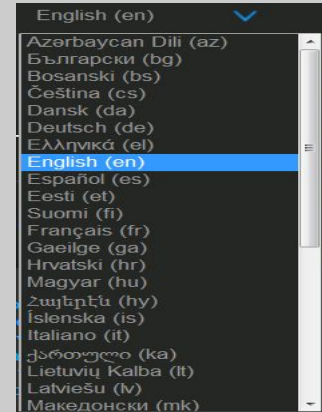 English (en)
Azərbaycan Dili (az)
Български (bg)
Bosanski (bs)
Čeština (cs)
Dansk (da)
Deutsch (de)
Ελληνικά (el)
English (en)
Español (es)
Eesti (et)
Suomi (fi)
Français (fr)
Gaeilge (ga)
Hrvatski (hr)
Magyar (hu)
Հայերեն (hy)
Íslenska (is)
Italiano (it)
ქართული (ka)
Lietuvių Kalba (lt)
Latviešu (lv)
Македонски (mk)